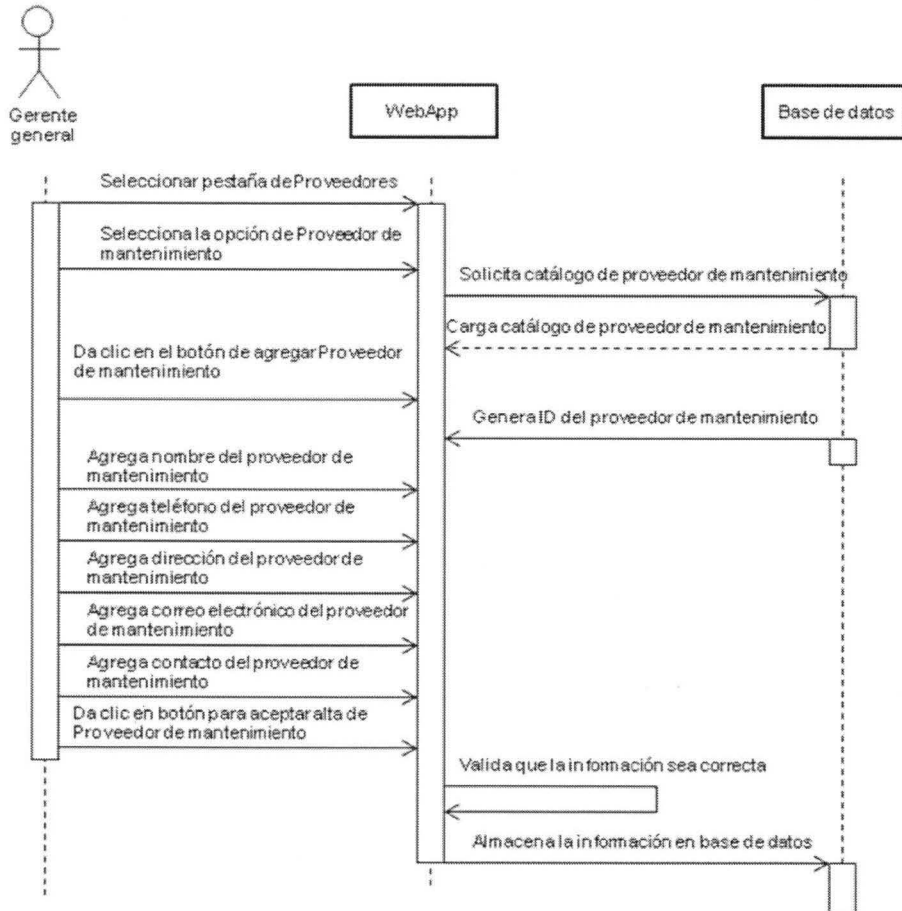 Gerente
general
WebApp
Base de datos
Seleccionar pestaña de Proveedores
Selecciona la opción de Proveedor de
mantenimiento
Solicita catálogo de proveedor de mantenimiento
Carga catálogo de proveedor de mantenimiento
Da clic en el botón de agregar Proveedor
de mantenimiento
Genera ID del proveedor de mantenimiento
Agrega nombre del proveedor de
mantenimiento
Agrega teléfono del proveedor de
mantenimiento
Agrega dirección del proveedor de
mantenimiento
Agrega correo electrónico del proveedor
de mantenimiento
Agrega contacto del proveedor de
mantenimiento
Da clic en botón para aceptar alta de
Proveedor de mantenimiento
Valida que la información sea correcta
Almacena la información en base de datos